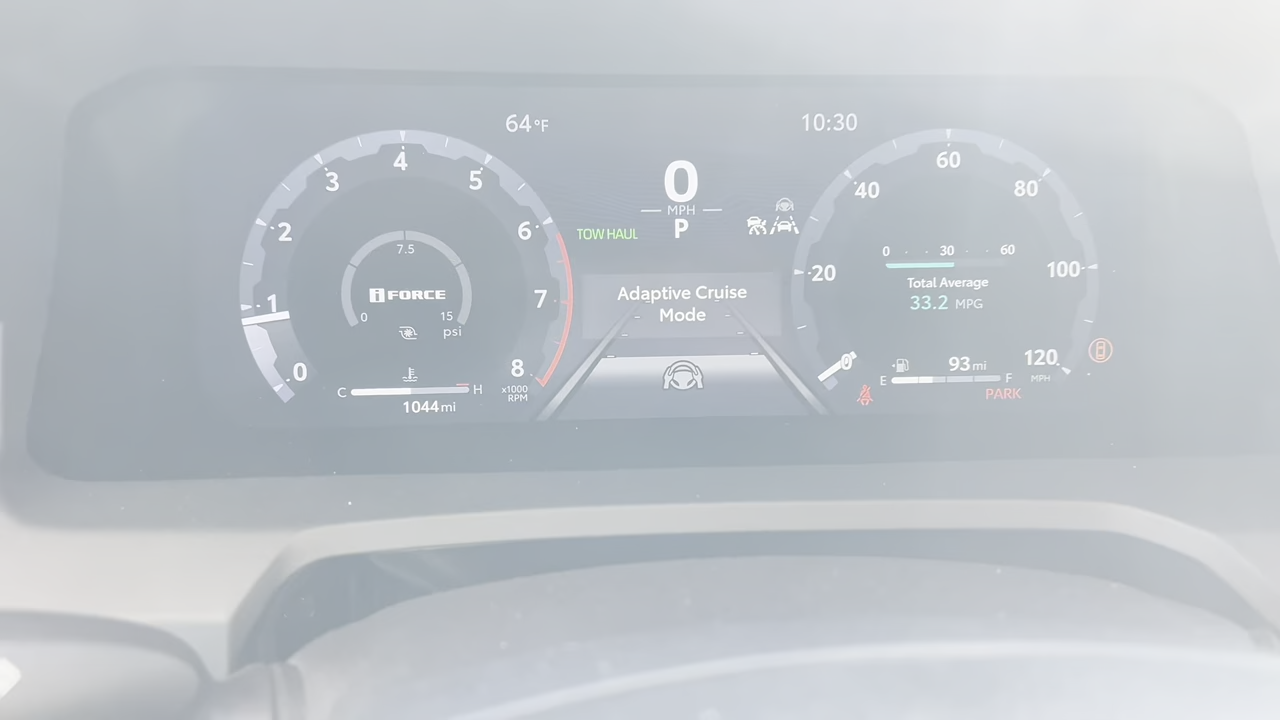 64°F
10:30
0
MPH
P
TOW HAUL
Adaptive Cruise
Mode
0
1
2
3
4
5
6
7
8
x1000
RPM
7.5
iFORCE
0
15
psi
C
H
1044 mi
0
20
40
60
80
100
120
MPH
0
30
60
Total Average
33.2 MPG
93 mi
E
F
PARK